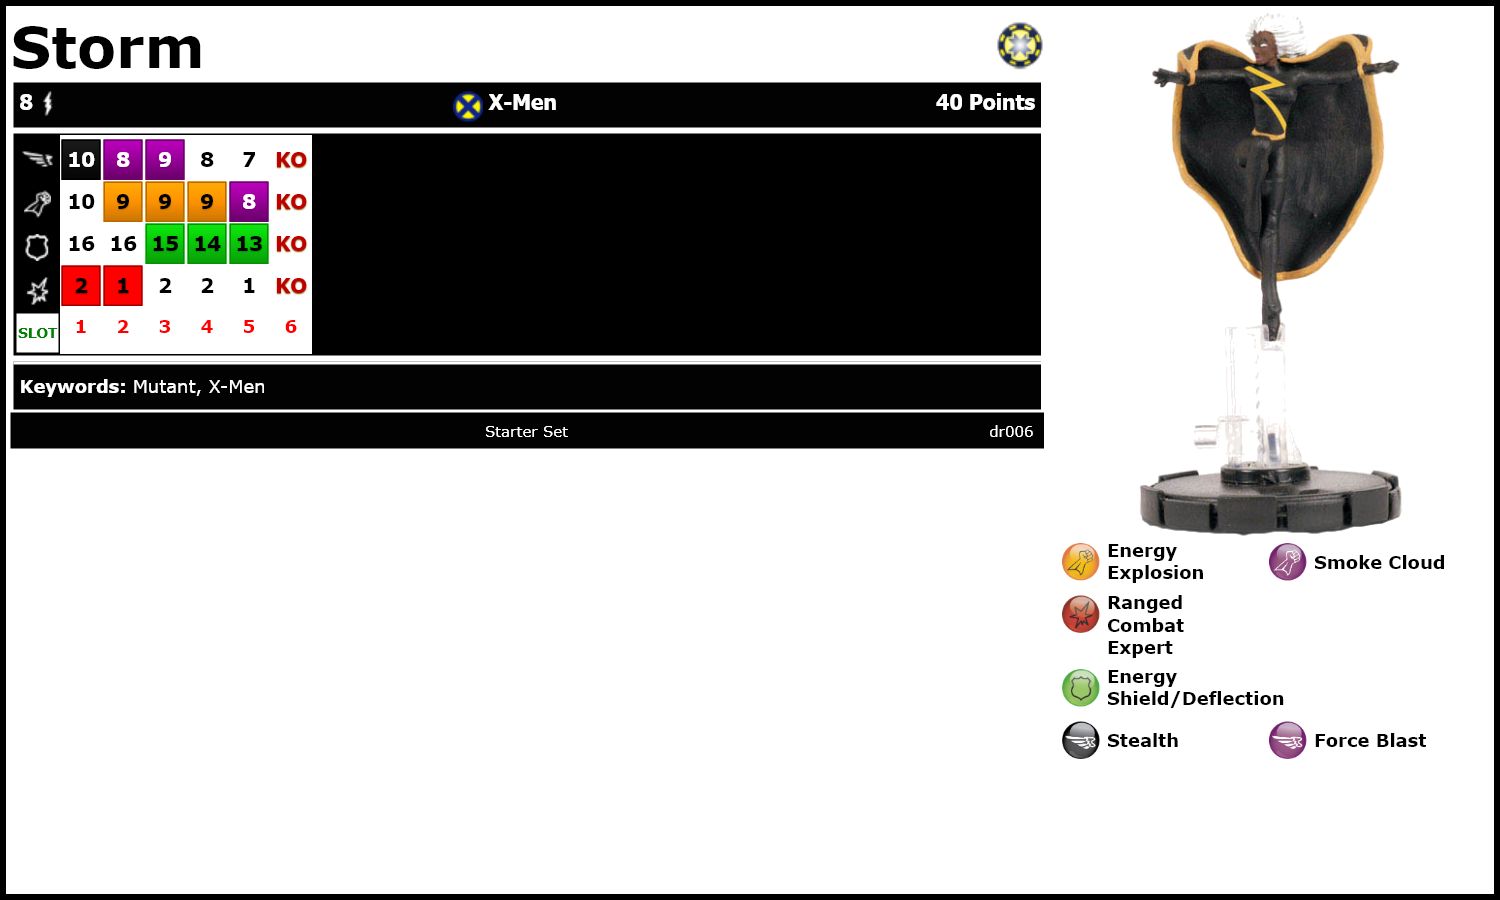 Storm
8 X-Men 40 Points
10 8 9 8 7 KO
10 9 9 9 8 KO
16 16 15 14 13 KO
2 1 2 2 1 KO
SLOT 1 2 3 4 5 6
Keywords: Mutant, X-Men
Starter Set dr006
Energy
Explosion
Smoke Cloud
Ranged
Combat
Expert
Energy
Shield/Deflection
Stealth
Force Blast